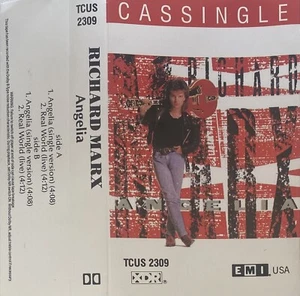 TCUS
2309
RICHARD MARX
Angelia
side A
1. Angelia (single version) (4:08)
2. Real World (live) (4:12)
side B
1. Angelia (single version) (4:08)
2. Real World (live) (4:12)
CASSINGLE
RICHARD
MARX
ANGELIA
TCUS 2309
XDR
EMI USA